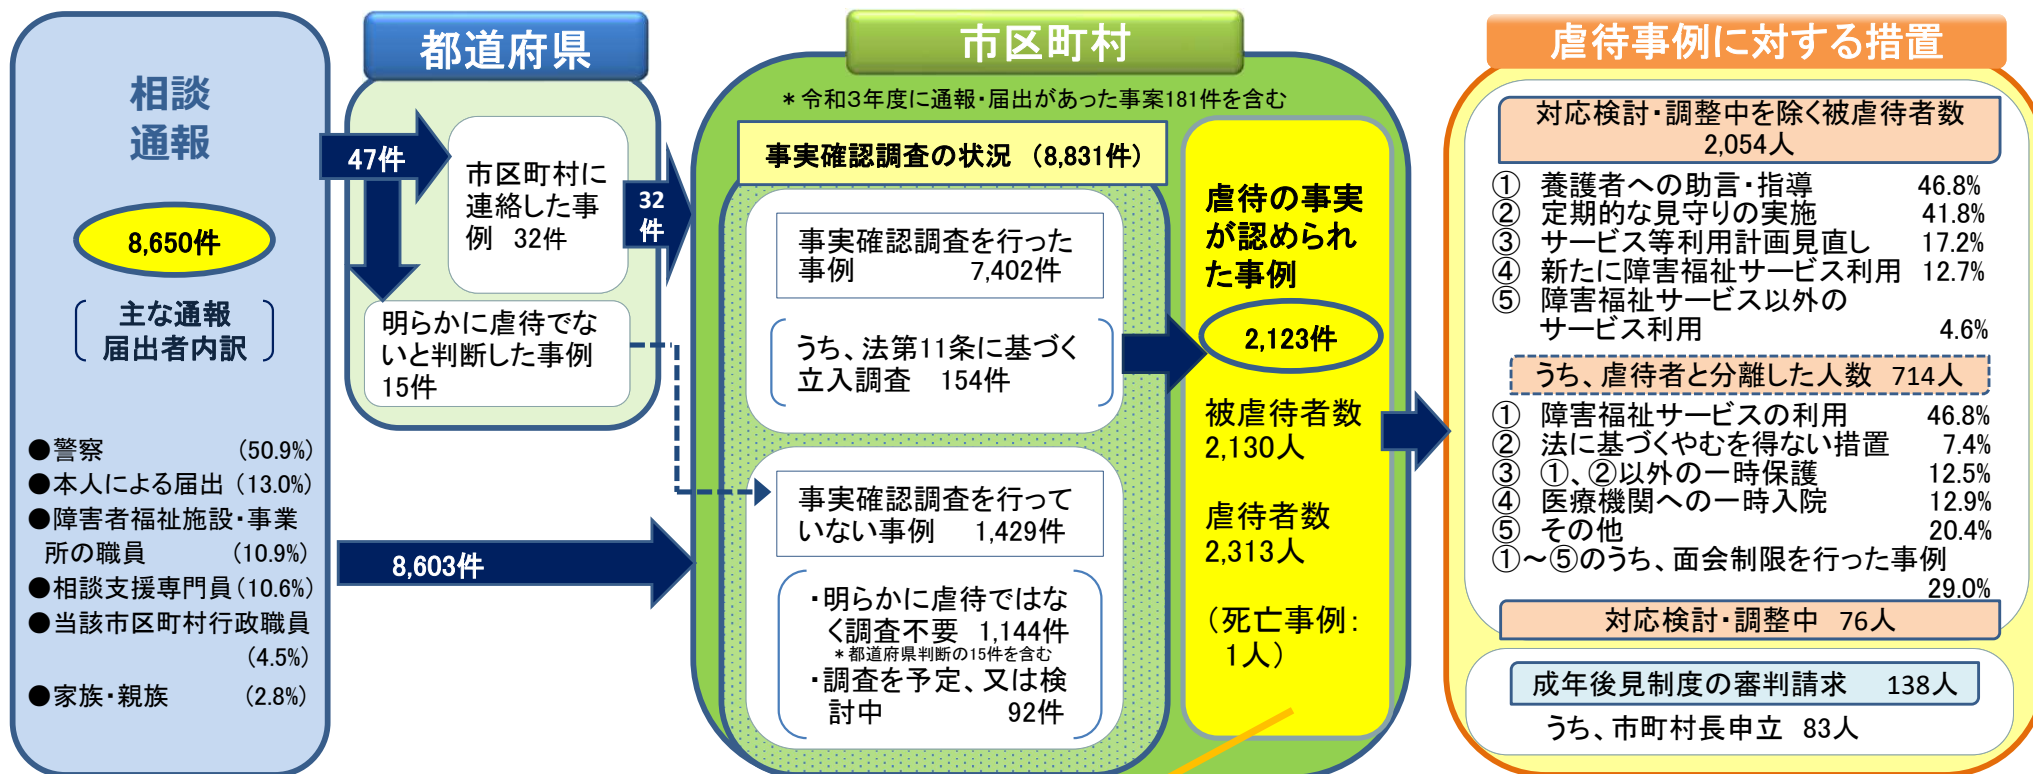 相談
通報
8,650件
主な通報
届出者内訳
●警察 (50.9%)
●本人による届出 (13.0%)
●障害者福祉施設・事業
所の職員 (10.9%)
●相談支援専門員 (10.6%)
●当該市区町村行政職員
(4.5%)
●家族・親族 (2.8%)
都道府県
47件
市区町村に
連絡した事
例 32件
32
件
明らかに虐待でな
いと判断した事例
15件
8,603件
市区町村
＊令和3年度に通報・届出があった事案181件を含む
事実確認調査の状況 （8,831件）
事実確認調査を行った
事例 7,402件
うち、法第11条に基づく
立入調査 154件
事実確認調査を行って
いない事例 1,429件
・明らかに虐待ではな
く調査不要 1,144件
＊都道府県判断の15件を含む
・調査を予定、又は検
討中 92件
虐待の事実
が認められ
た事例
2,123件
被虐待者数
2,130人
虐待者数
2,313人
（死亡事例：
1人）
虐待事例に対する措置
対応検討・調整中を除く被虐待者数
2,054人
① 養護者への助言・指導 46.8%
② 定期的な見守りの実施 41.8%
③ サービス等利用計画見直し 17.2%
④ 新たに障害福祉サービス利用 12.7%
⑤ 障害福祉サービス以外の
サービス利用 4.6%
うち、虐待者と分離した人数 714人
① 障害福祉サービスの利用 46.8%
② 法に基づくやむを得ない措置 7.4%
③ ①、②以外の一時保護 12.5%
④ 医療機関への一時入院 12.9%
⑤ その他 20.4%
①～⑤のうち、面会制限を行った事例
29.0%
対応検討・調整中 76人
成年後見制度の審判請求 138人
うち、市町村長申立 83人